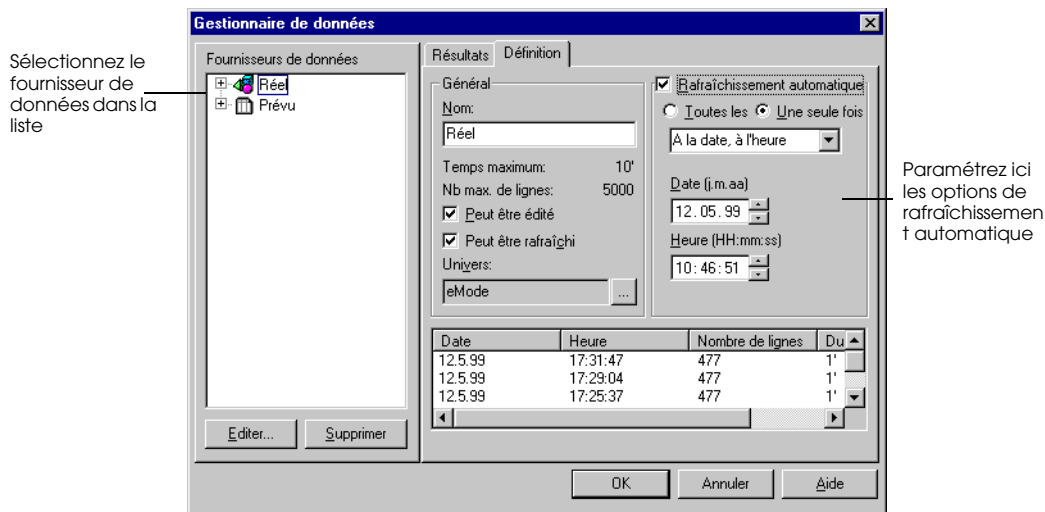 Gestionnaire de données
Sélectionnez le
fournisseur de
données dans la
liste
Fournisseurs de données
Réel
Prévu
Editer...
Supprimer
Résultats
Définition
Général
Nom:
Réel
Temps maximum: 10'
Nb max. de lignes: 5000
Peut être édité
Peut être rafraîchi
Univers:
eMode
...
Rafraîchissement automatique
Toutes les Une seule fois
A la date, à l'heure
Date (j.m.aa)
12.05.99
Heure (HH:mm:ss)
10:46:51
Paramétrez ici
les options de
rafraîchissemen
t automatique
Date Heure Nombre de lignes Du
12.5.99 17:31:47 477 1'
12.5.99 17:29:04 477 1'
12.5.99 17:25:37 477 1'
OK Annuler Aide